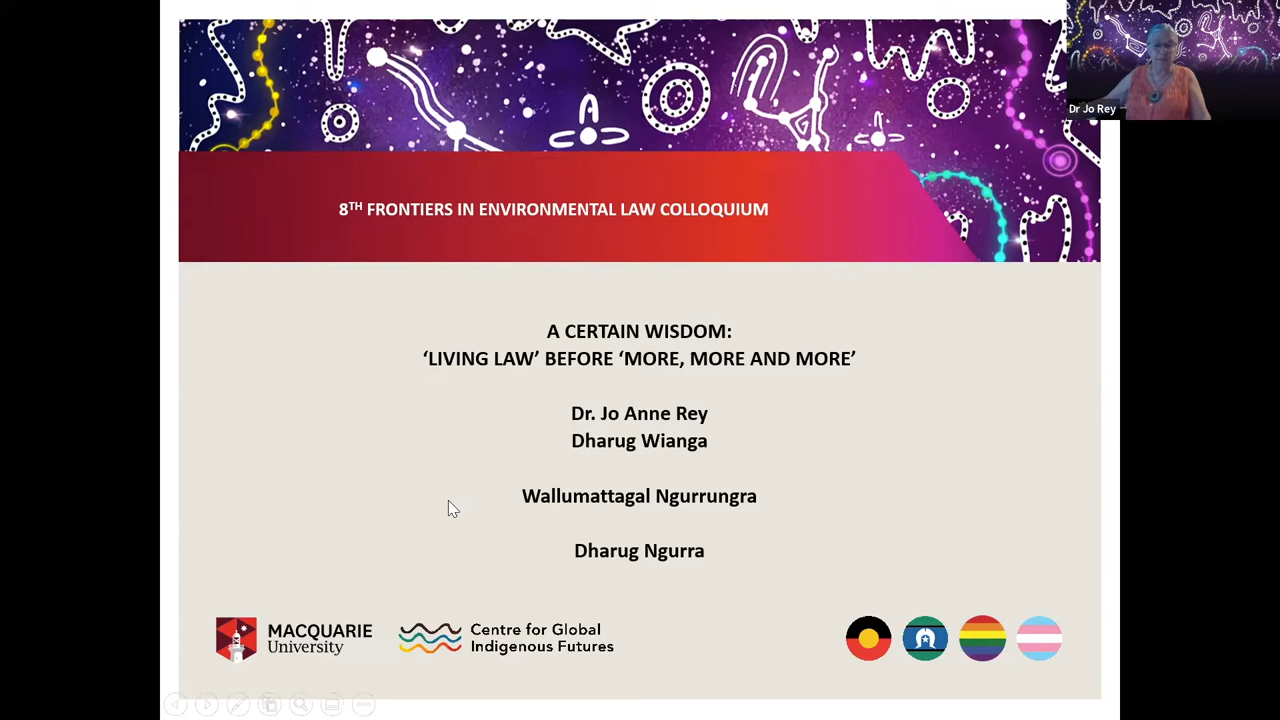 Dr Jo Rey
8TH FRONTIERS IN ENVIRONMENTAL LAW COLLOQUIUM
A CERTAIN WISDOM:
‘LIVING LAW’ BEFORE ‘MORE, MORE AND MORE’
Dr. Jo Anne Rey
Dharug Wianga
Wallumattagal Ngurrungra
Dharug Ngurra
MACQUARIE
University
Centre for Global
Indigenous Futures